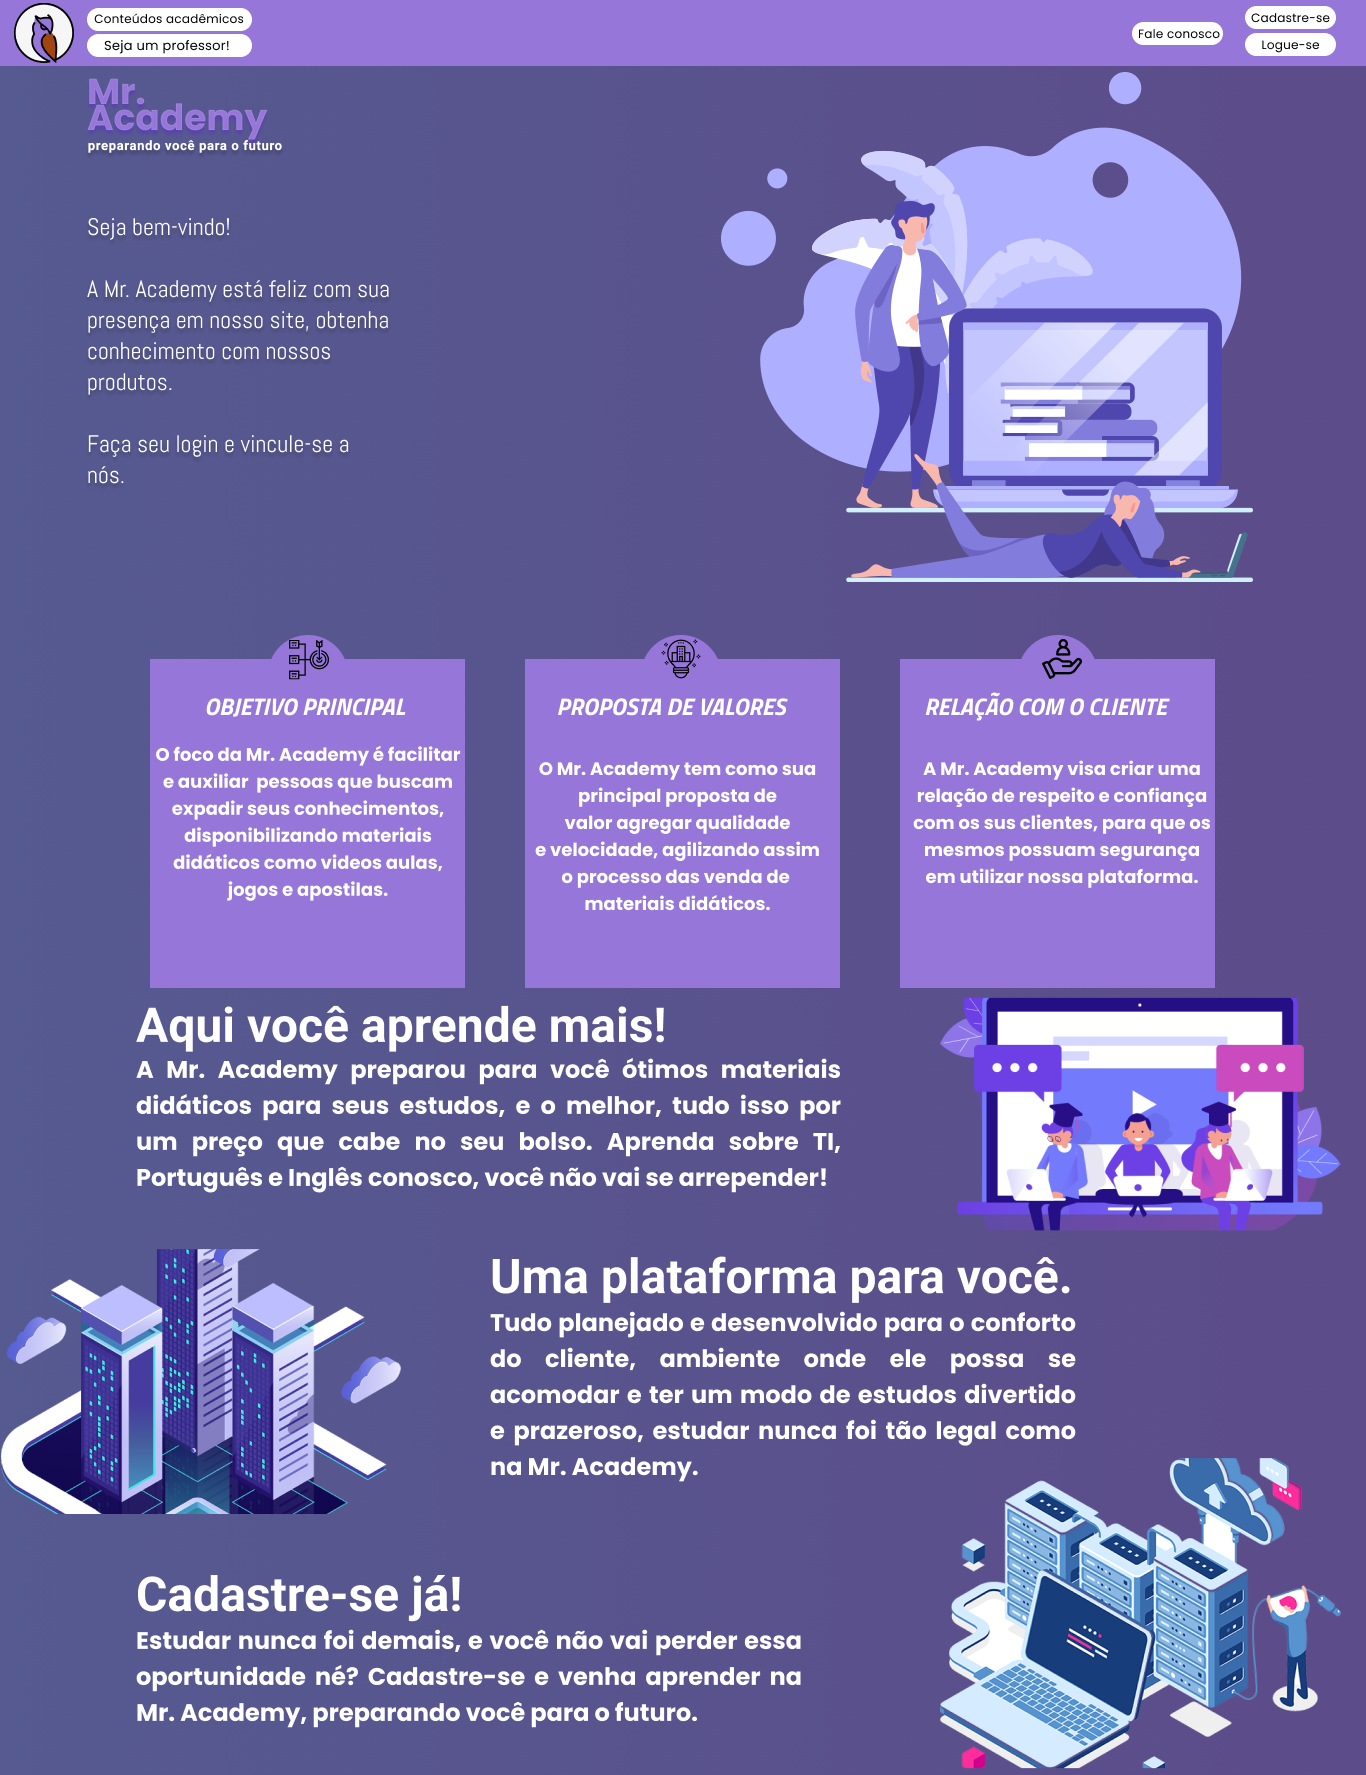 Conteúdos acadêmicos
Seja um professor!
Fale conosco
Cadastre-se
Logue-se
Mr.
Academy
preparando você para o futuro
Seja bem-vindo!
A Mr. Academy está feliz com sua
presença em nosso site, obtenha
conhecimento com nossos
produtos.
Faça seu login e vincule-se a
nós.
OBJETIVO PRINCIPAL
O foco da Mr. Academy é facilitar
e auxiliar  pessoas que buscam
expadir seus conhecimentos,
disponibilizando materiais
didáticos como videos aulas,
jogos e apostilas.
PROPOSTA DE VALORES
O Mr. Academy tem como sua
principal proposta de
valor agregar qualidade
e velocidade, agilizando assim
o processo das venda de
materiais didáticos.
RELAÇÃO COM O CLIENTE
A Mr. Academy visa criar uma
relação de respeito e confiança
com os sus clientes, para que os
mesmos possuam segurança
em utilizar nossa plataforma.
Aqui você aprende mais!
A Mr. Academy preparou para você ótimos materiais
didáticos para seus estudos, e o melhor, tudo isso por
um preço que cabe no seu bolso. Aprenda sobre TI,
Português e Inglês conosco, você não vai se arrepender!
Uma plataforma para você.
Tudo planejado e desenvolvido para o conforto
do cliente, ambiente onde ele possa se
acomodar e ter um modo de estudos divertido
e prazeroso, estudar nunca foi tão legal como
na Mr. Academy.
Cadastre-se já!
Estudar nunca foi demais, e você não vai perder essa
oportunidade né? Cadastre-se e venha aprender na
Mr. Academy, preparando você para o futuro.